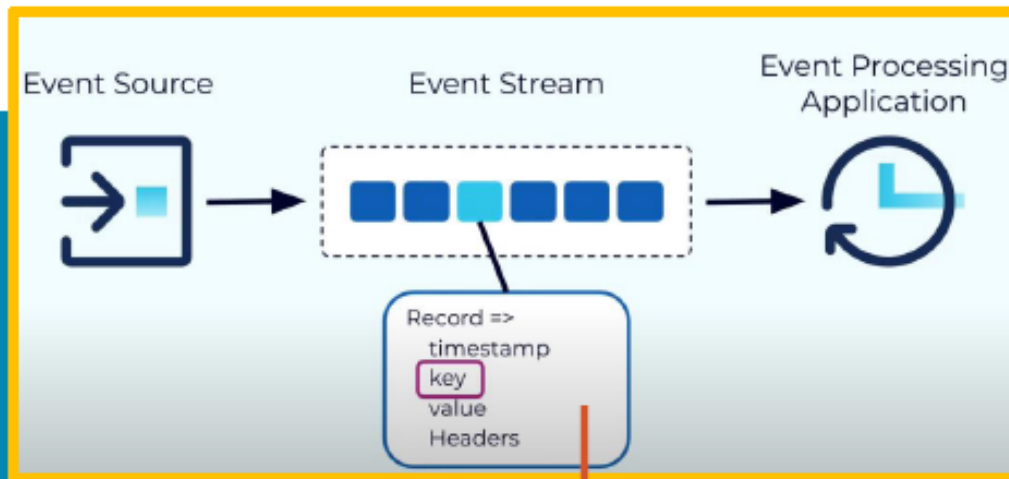 Event Source
Event Stream
Event Processing
Application
Record =>
timestamp
key
value
Headers